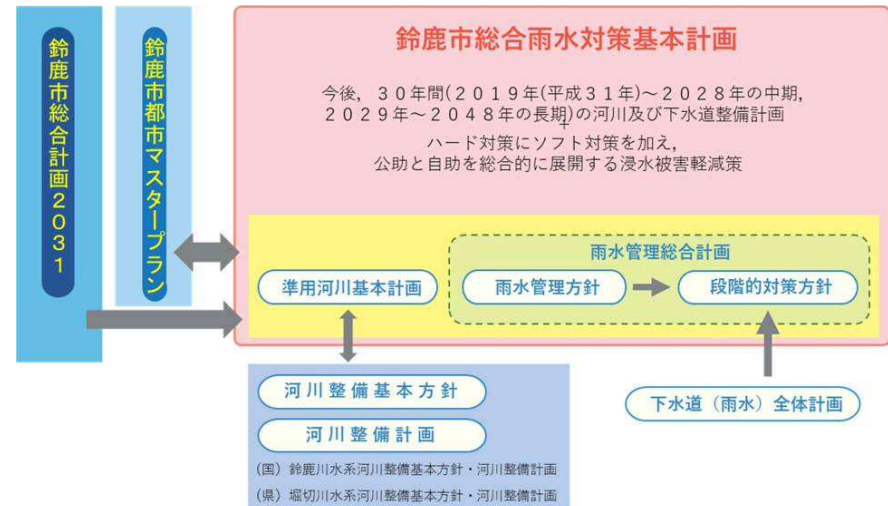 鈴鹿市総合計画2031
鈴鹿市都市マスタープラン
鈴鹿市総合雨水対策基本計画
今後，３０年間(２０１９年(平成３１年)～２０２８年の中期，
２０２９年～２０４８年の長期)の河川及び下水道整備計画
+
ハード対策にソフト対策を加え，
公助と自助を総合的に展開する浸水被害軽減策
雨水管理総合計画
準用河川基本計画
雨水管理方針
段階的対策方針
河川整備基本方針
河川整備計画
(国) 鈴鹿川水系河川整備基本方針・河川整備計画
(県) 堀切川水系河川整備基本方針・河川整備計画
下水道（雨水）全体計画